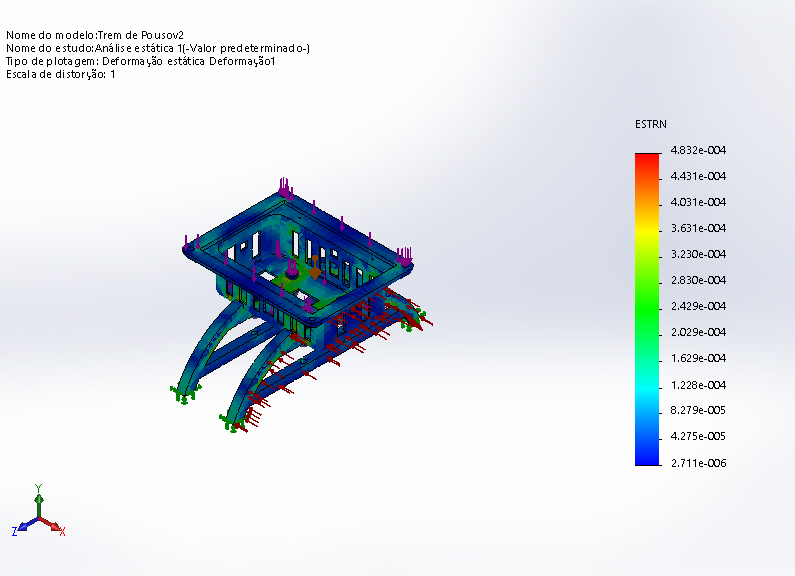 Nome do modelo:Trem de Pousov2
Nome do estudo:Análise estática 1(-Valor predeterminado-)
Tipo de plotagem: Deformação estática Deformação1
Escala de distorção: 1
ESTRN
4.832e-004
4.431e-004
4.031e-004
3.631e-004
3.230e-004
2.830e-004
2.429e-004
2.029e-004
1.629e-004
1.228e-004
8.279e-005
4.275e-005
2.711e-006
Y
Z
X